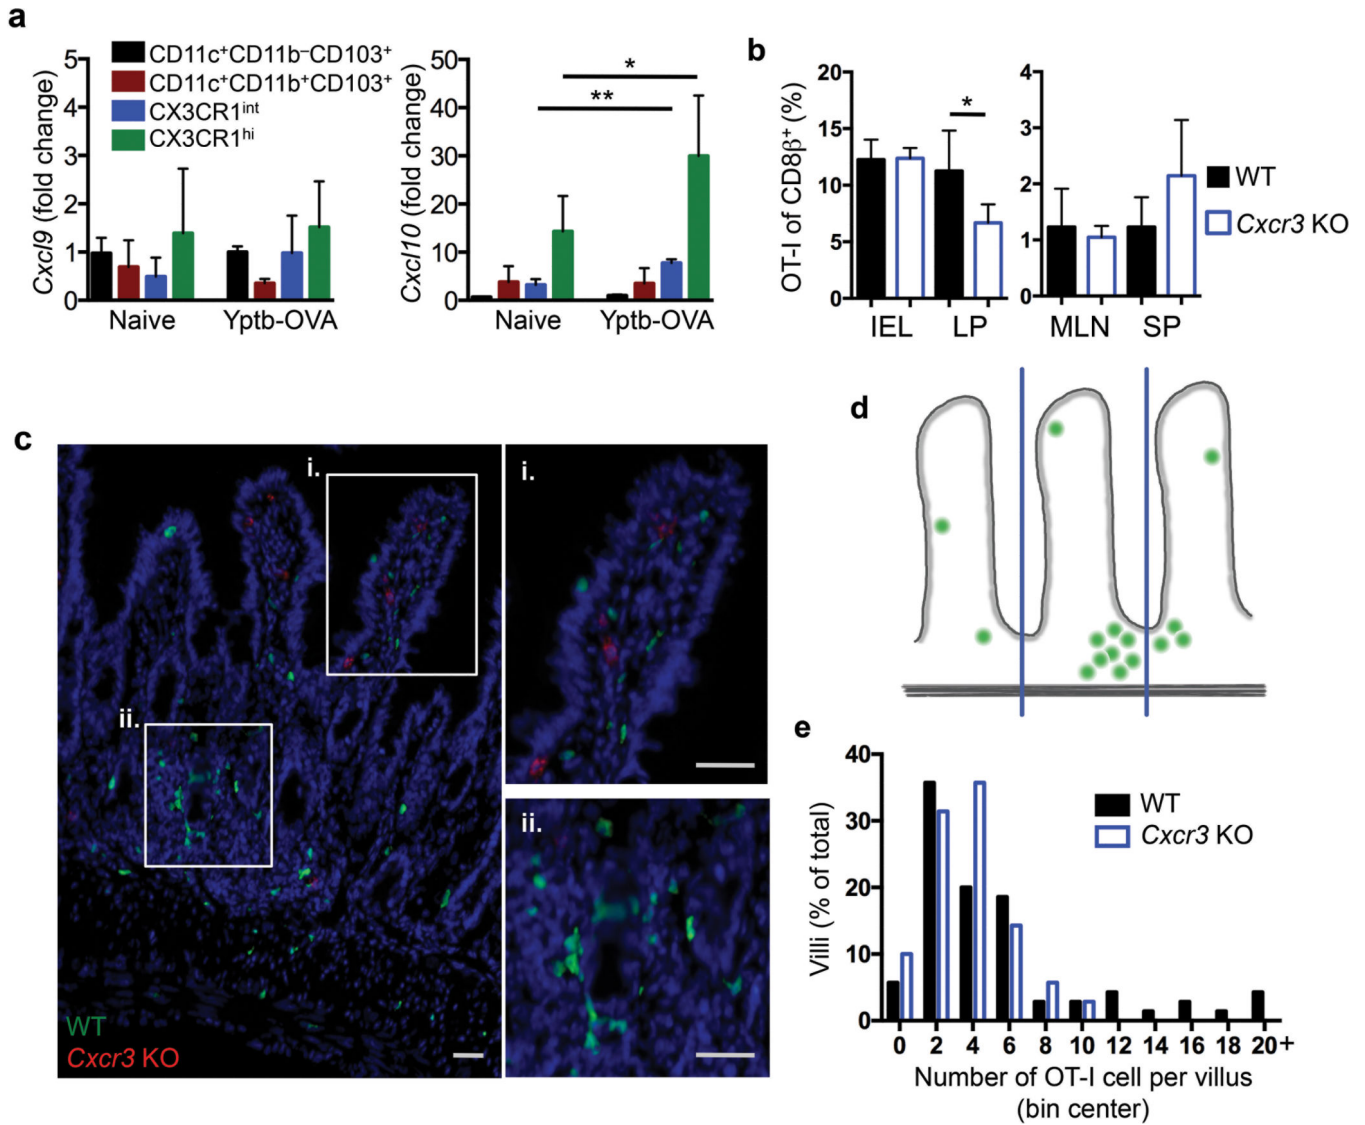 a
CD11c⁺CD11b⁻CD103⁺
CD11c⁺CD11b⁺CD103⁺
CX3CR1ⁱⁿᵗ
CX3CR1ʰⁱ
Cxcl9 (fold change)
5
4
3
2
1
0
Naive Yptb-OVA
Cxcl10 (fold change)
50
40
30
20
10
0
*
**
Naive Yptb-OVA
b
OT-I of CD8β⁺ (%)
20
15
10
5
0
*
IEL LP
4
3
2
1
0
MLN SP
WT
Cxcr3 KO
c
i.
ii.
WT
Cxcr3 KO
i.
ii.
d
e
Villi (% of total)
40
30
20
10
0
WT
Cxcr3 KO
0 2 4 6 8 10 12 14 16 18 20+
Number of OT-I cell per villus
(bin center)